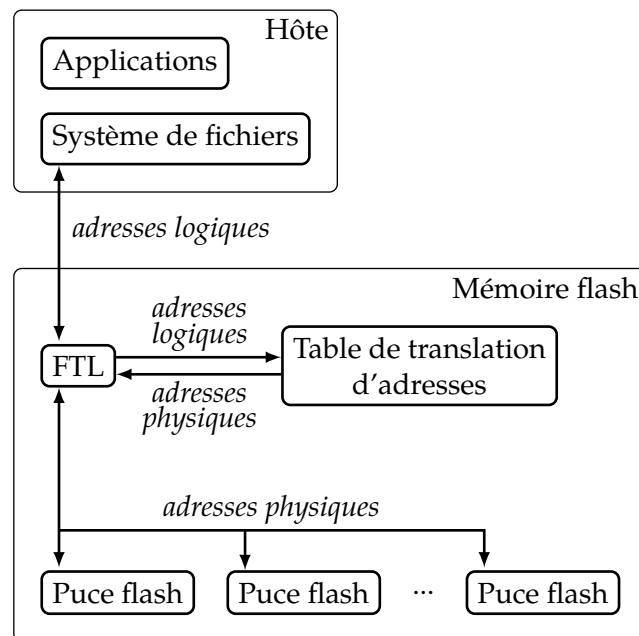 Hôte
Applications
Système de fichiers
adresses logiques
Mémoire flash
adresses
logiques
FTL
Table de translation
d'adresses
adresses
physiques
adresses physiques
Puce flash
Puce flash
...
Puce flash